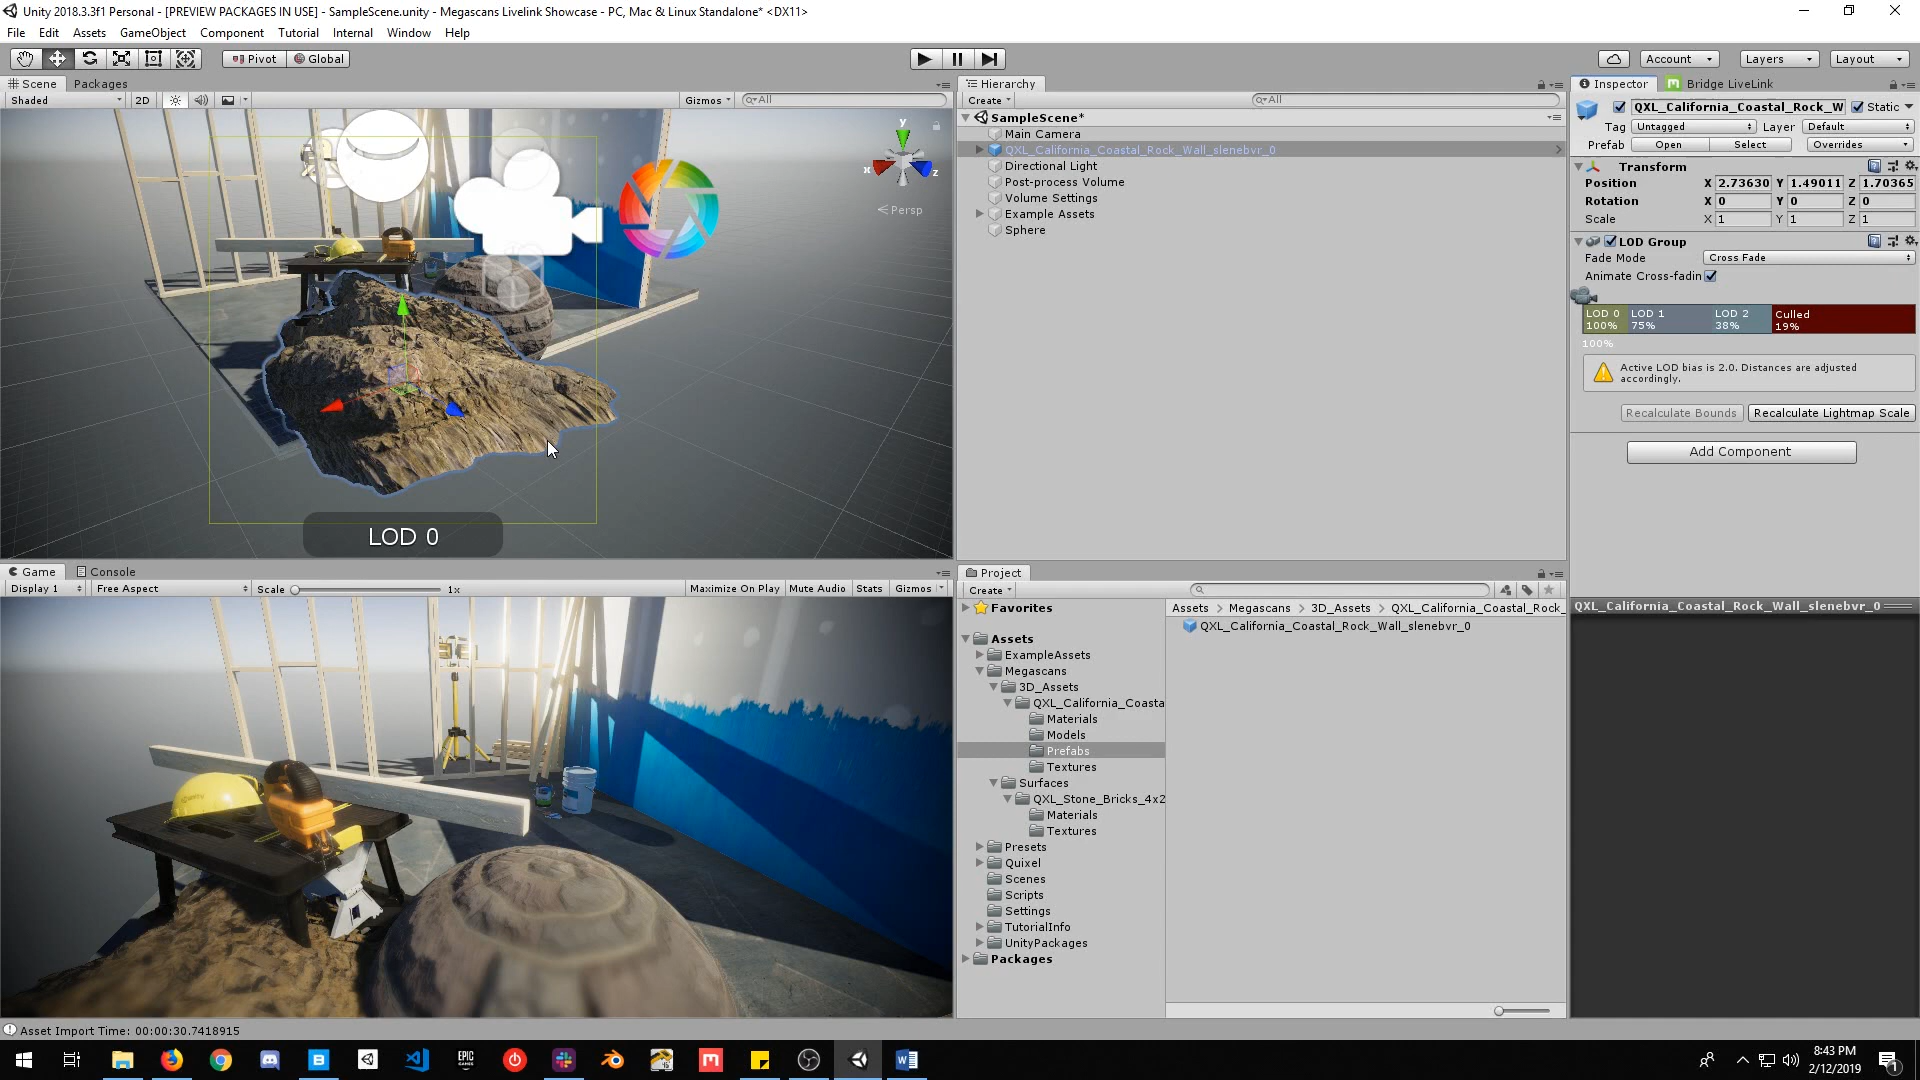 Unity 2018.3.3f1 Personal - [PREVIEW PACKAGES IN USE] - SampleScene.unity - Megascans Livelink Showcase - PC, Mac & Linux Standalone* <DX11>
File Edit Assets GameObject Component Tutorial Internal Window Help
Pivot Global
Account Layers Layout
Scene Packages
Shaded 2D Gizmos All
y
x
z
Persp
LOD 0
Game Console
Display 1 Free Aspect Scale 1x Maximize On Play Mute Audio Stats Gizmos
Hierarchy
Create All
SampleScene*
Main Camera
QXL_California_Coastal_Rock_Wall_slenebvr_0
Directional Light
Post-process Volume
Volume Settings
Example Assets
Sphere
Project
Create
Favorites
Assets
ExampleAssets
Megascans
3D_Assets
QXL_California_Coasta
Materials
Models
Prefabs
Textures
Surfaces
QXL_Stone_Bricks_4x2
Materials
Textures
Presets
Quixel
Scenes
Scripts
Settings
TutorialInfo
UnityPackages
Packages
Assets Megascans 3D_Assets QXL_California_Coastal_Rock_
QXL_California_Coastal_Rock_Wall_slenebvr_0
Inspector Bridge LiveLink
QXL_California_Coastal_Rock_W Static
Tag Untagged Layer Default
Prefab Open Select Overrides
Transform
Position X 2.73630 Y 1.49011 Z 1.70365
Rotation X 0 Y 0 Z 0
Scale X 1 Y 1 Z 1
LOD Group
Fade Mode Cross Fade
Animate Cross-fadin
LOD 0 LOD 1 LOD 2 Culled
100% 75% 38% 19%
100%
Active LOD bias is 2.0. Distances are adjusted
accordingly.
Recalculate Bounds Recalculate Lightmap Scale
Add Component
QXL_California_Coastal_Rock_Wall_slenebvr_0
Asset Import Time: 00:00:30.7418915
EPIC
GAMES
8:43 PM
2/12/2019
1